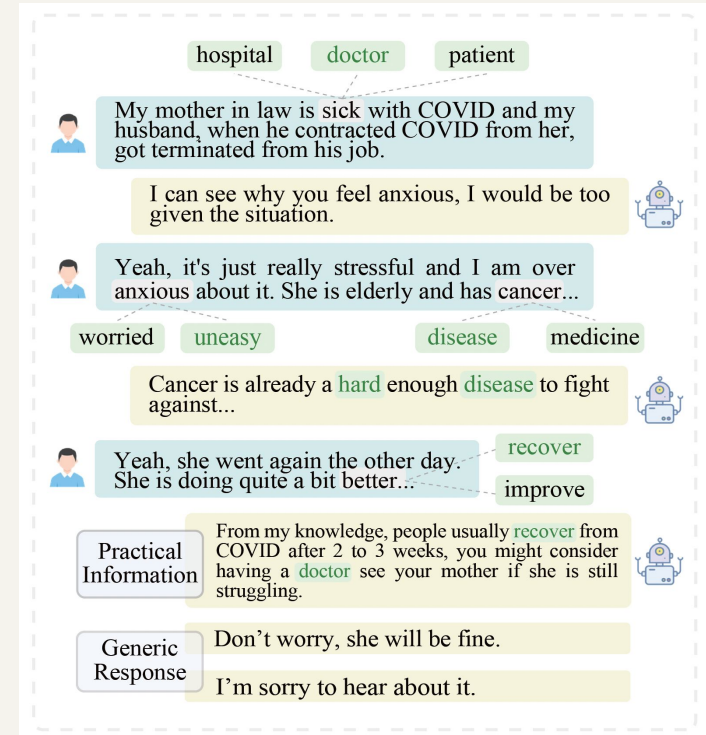 hospital doctor patient
My mother in law is sick with COVID and my
husband, when he contracted COVID from her,
got terminated from his job.
I can see why you feel anxious, I would be too
given the situation.
Yeah, it's just really stressful and I am over
anxious about it. She is elderly and has cancer...
worried uneasy disease medicine
Cancer is already a hard enough disease to fight
against...
recover
Yeah, she went again the other day.
She is doing quite a bit better...
improve
Practical
Information
From my knowledge, people usually recover from
COVID after 2 to 3 weeks, you might consider
having a doctor see your mother if she is still
struggling.
Generic
Response
Don’t worry, she will be fine.
I’m sorry to hear about it.